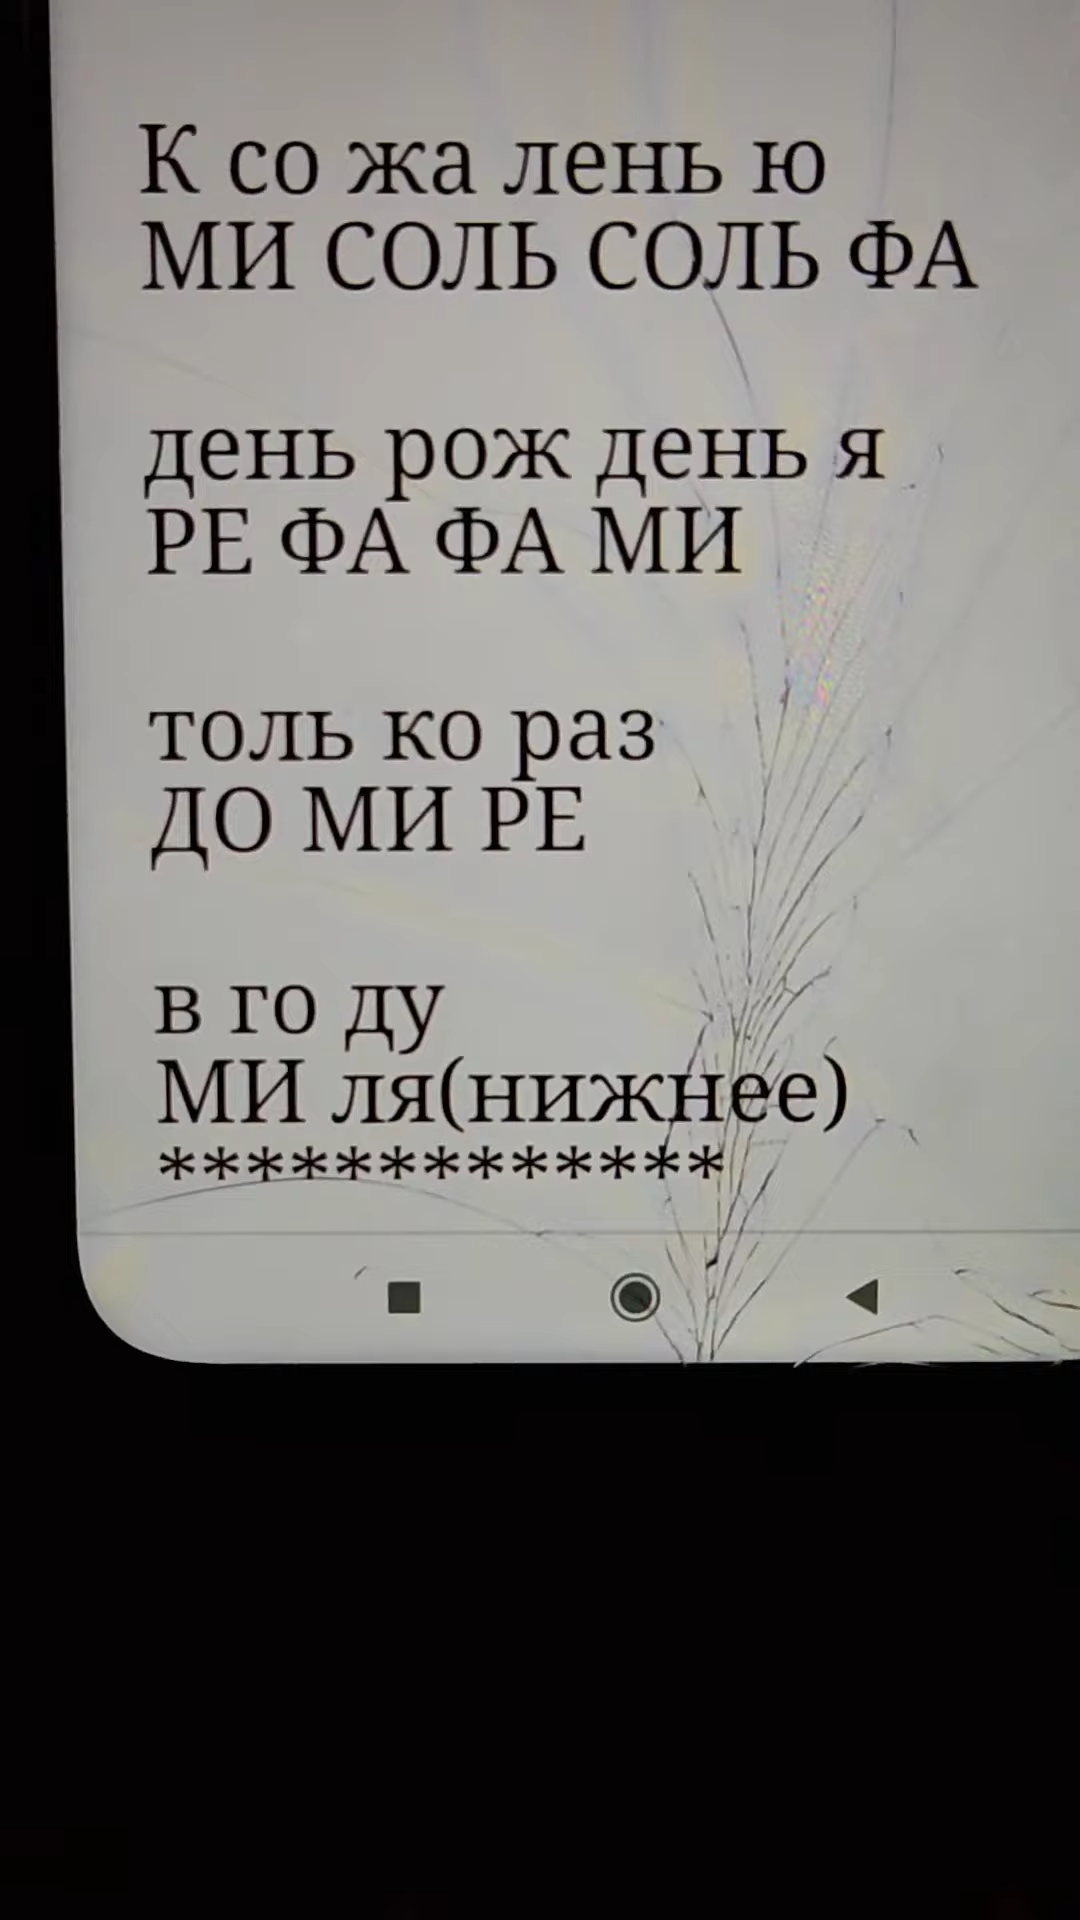 К со жа лень ю
МИ СОЛЬ СОЛЬ ФА
день рож день я
РЕ ФА ФА МИ
толь ко раз
ДО МИ РЕ
в го ду
МИ ля(нижнее)
*************